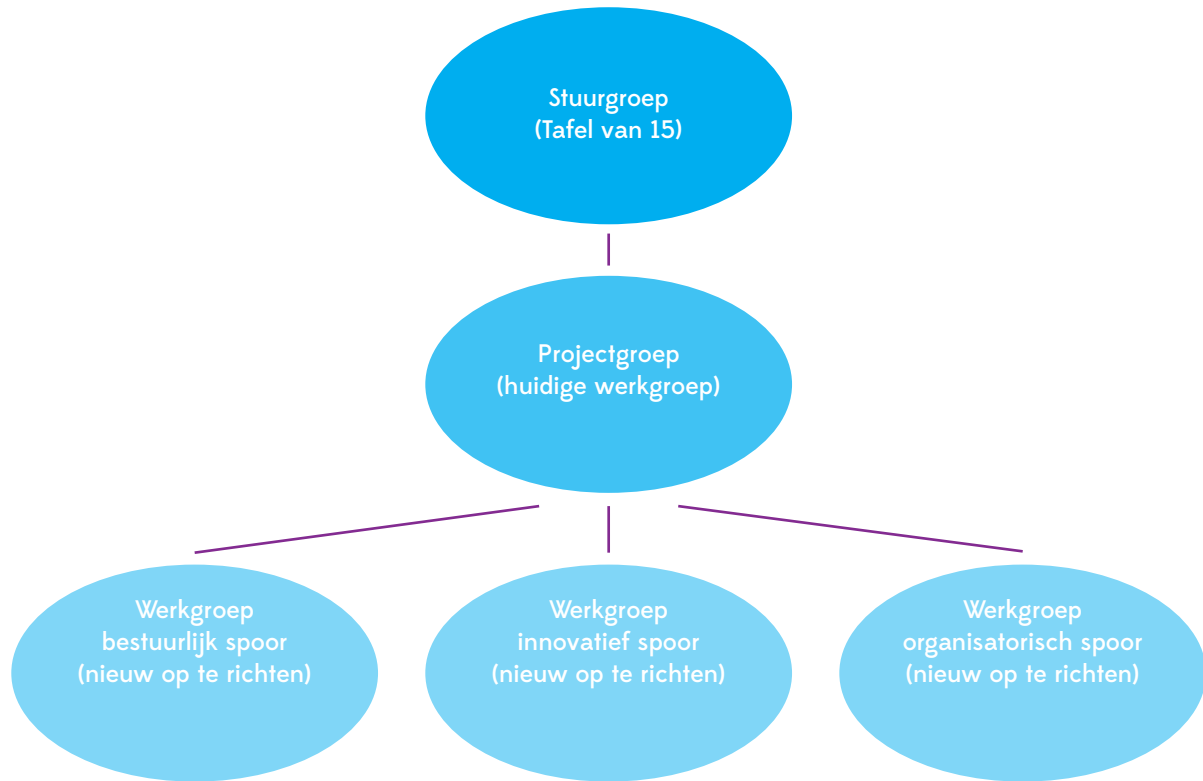 Stuurgroep
(Tafel van 15)
Projectgroep
(huidige werkgroep)
Werkgroep
bestuurlijk spoor
(nieuw op te richten)
Werkgroep
innovatief spoor
(nieuw op te richten)
Werkgroep
organisatorisch spoor
(nieuw op te richten)